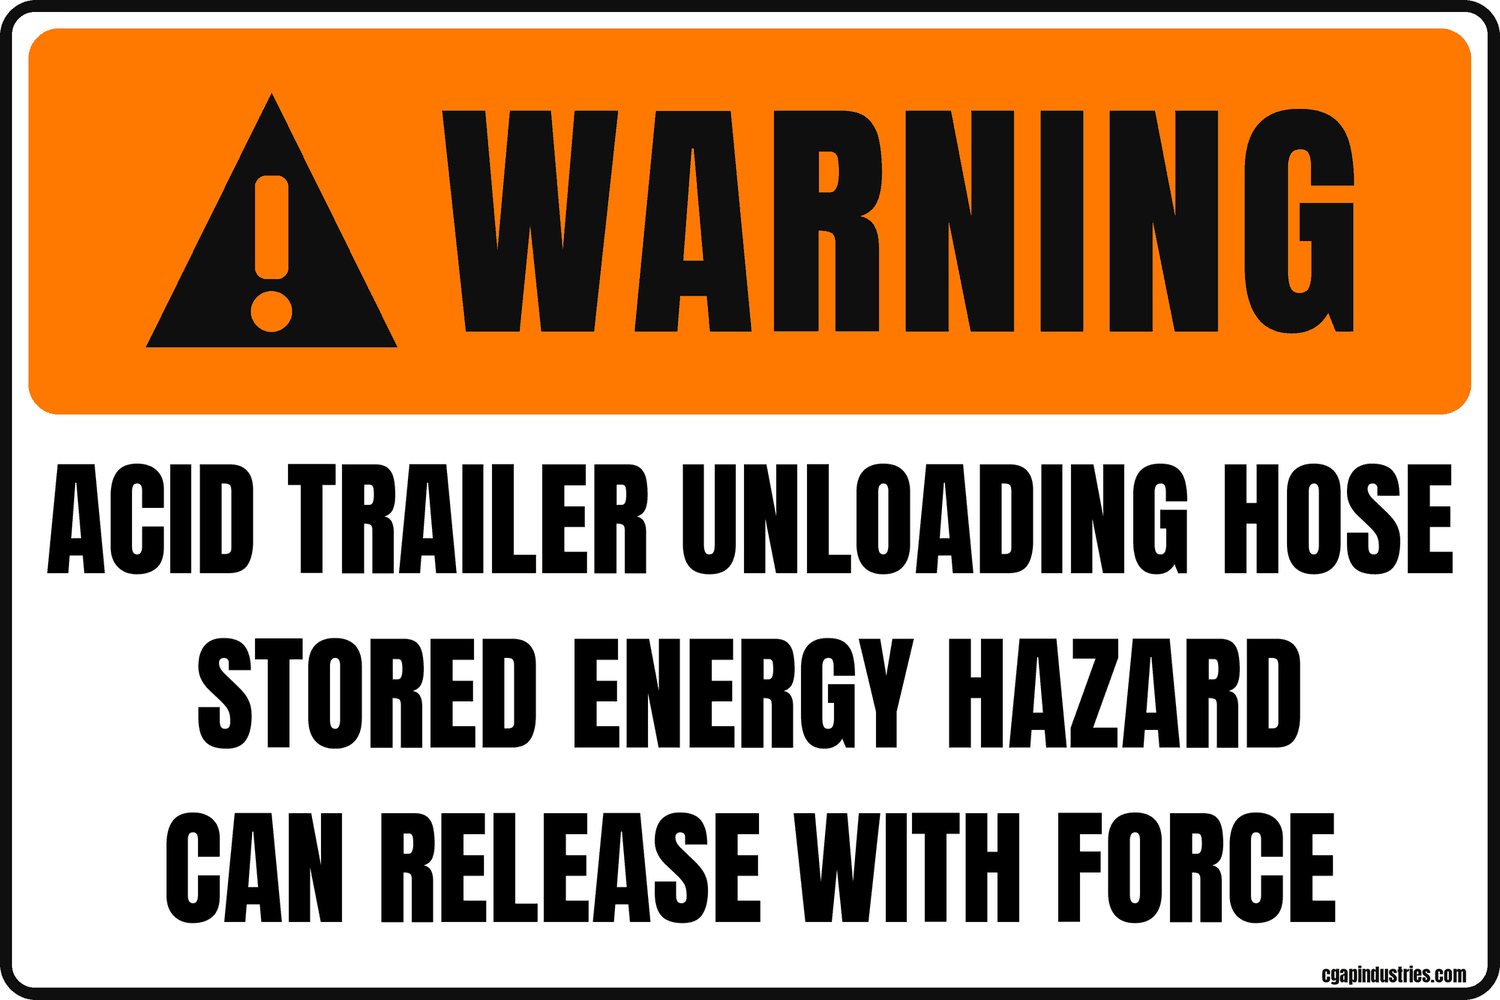 WARNING
ACID TRAILER UNLOADING HOSE
STORED ENERGY HAZARD
CAN RELEASE WITH FORCE
cgapindustries.com